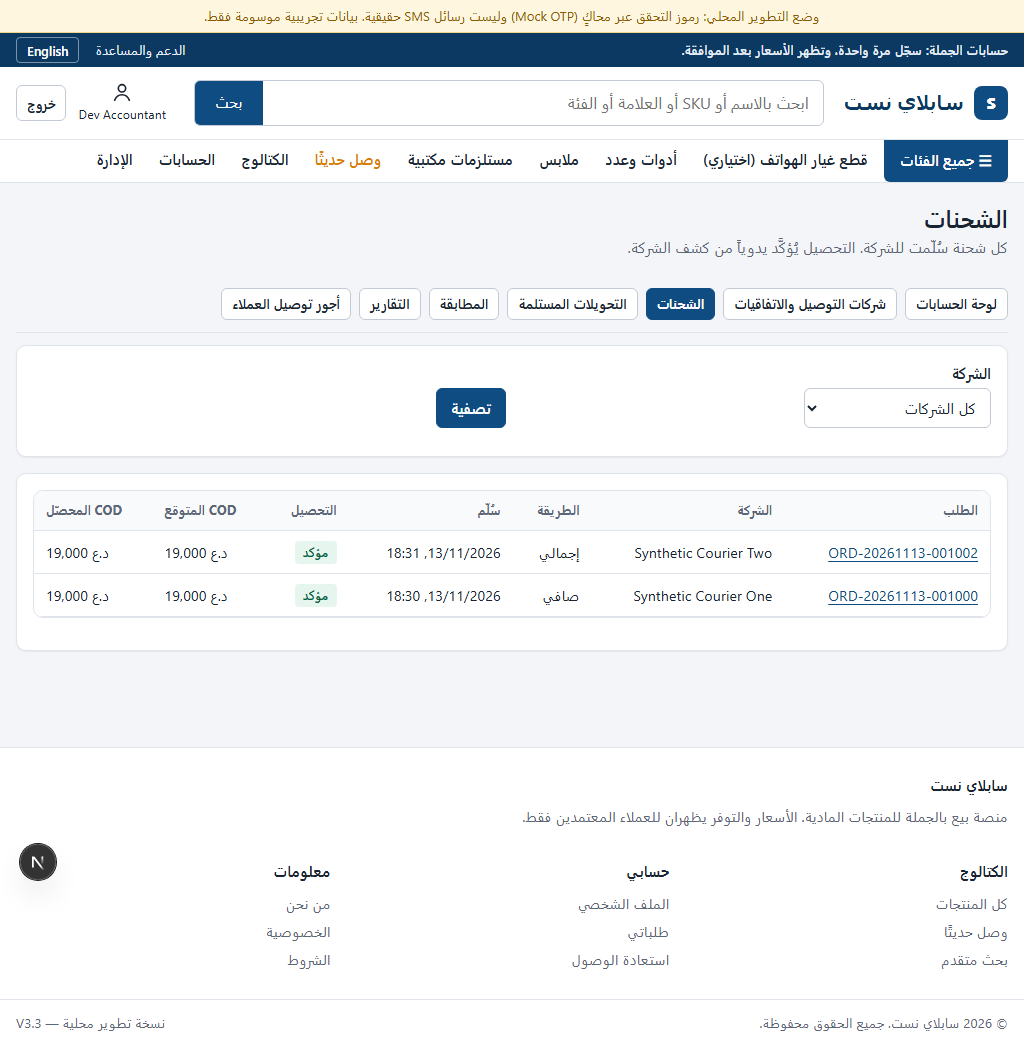 وضع التطوير المحلي: رموز التحقق عبر محاكٍ (Mock OTP) وليست رسائل SMS حقيقية. بيانات تجريبية موسومة فقط.
حسابات الجملة: سجّل مرة واحدة، وتظهر الأسعار بعد الموافقة.
الدعم والمساعدة
English
S
سابلاي نست
ابحث بالاسم أو SKU أو العلامة أو الفئة
بحث
Dev Accountant
خروج
☰ جميع الفئات
قطع غيار الهواتف (اختياري)
أدوات وعدد
ملابس
مستلزمات مكتبية
وصل حديثًا
الكتالوج
الحسابات
الإدارة
الشحنات
كل شحنة سُلّمت للشركة. التحصيل يُؤكَّد يدوياً من كشف الشركة.
لوحة الحسابات
شركات التوصيل والاتفاقيات
الشحنات
التحويلات المستلمة
المطابقة
التقارير
أجور توصيل العملاء
الشركة
كل الشركات
تصفية
الطلب الشركة الطريقة سُلّم التحصيل COD المتوقع COD المحصّل
ORD-20261113-001002 Synthetic Courier Two إجمالي 13/11/2026, 18:31 مؤكد 19,000 د.ع 19,000 د.ع
ORD-20261113-001000 Synthetic Courier One صافي 13/11/2026, 18:30 مؤكد 19,000 د.ع 19,000 د.ع
سابلاي نست
منصة بيع بالجملة للمنتجات المادية. الأسعار والتوفر يظهران للعملاء المعتمدين فقط.
N
الكتالوج
كل المنتجات
وصل حديثًا
بحث متقدم
حسابي
الملف الشخصي
طلباتي
استعادة الوصول
معلومات
من نحن
الخصوصية
الشروط
© 2026 سابلاي نست. جميع الحقوق محفوظة.
نسخة تطوير محلية — V3.3